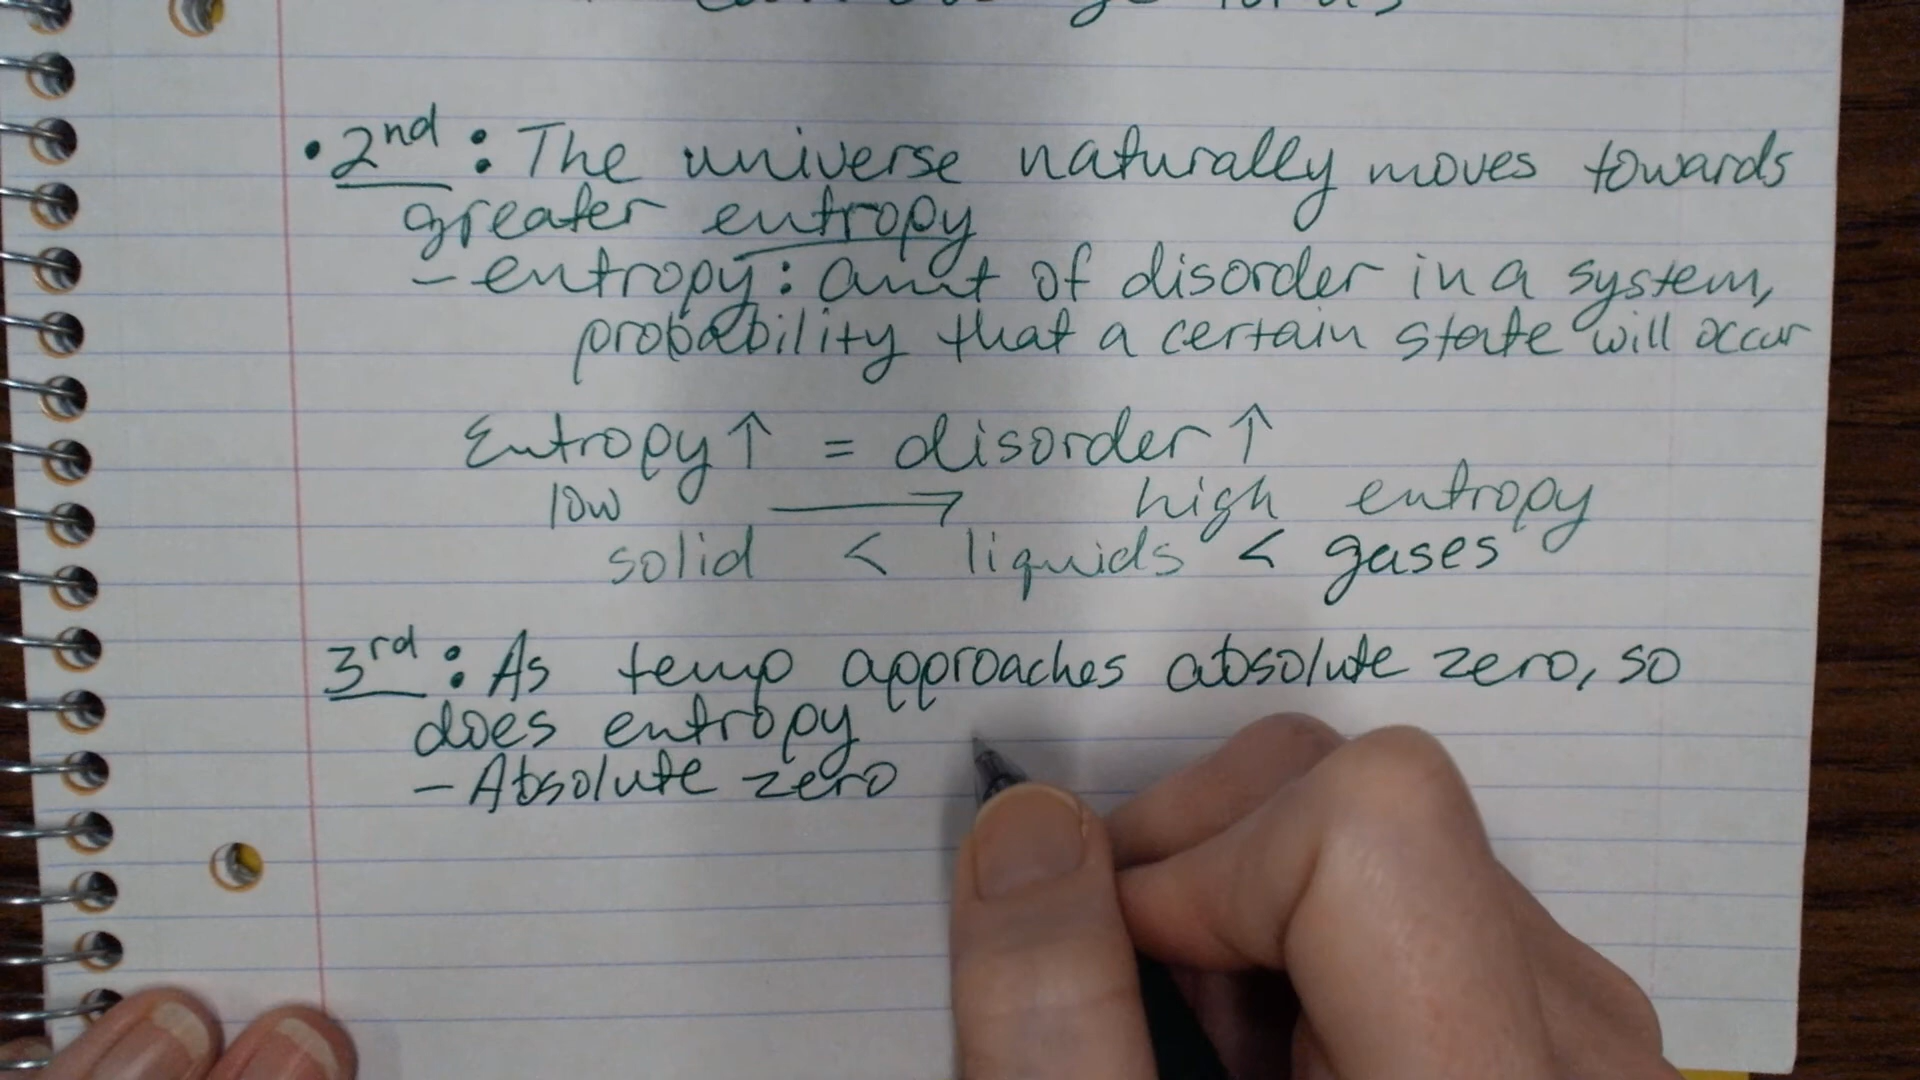 • 2nd : The universe naturally moves towards
greater entropy
- entropy : amt of disorder in a system,
probability that a certain state will occur
Entropy ↑ = disorder ↑
low → high entropy
solid < liquids < gases
3rd : As temp approaches absolute zero, so
does entropy
- Absolute zero